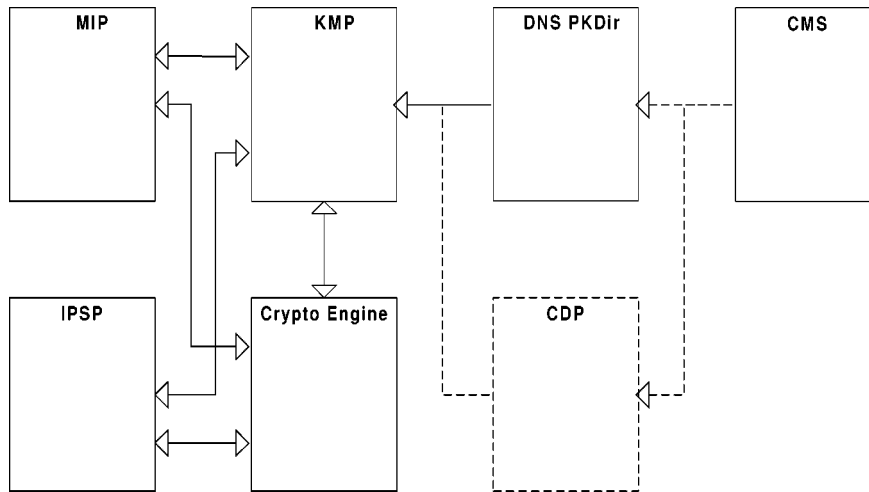 MIP
KMP
DNS PKDir
CMS
IPSP
Crypto Engine
CDP